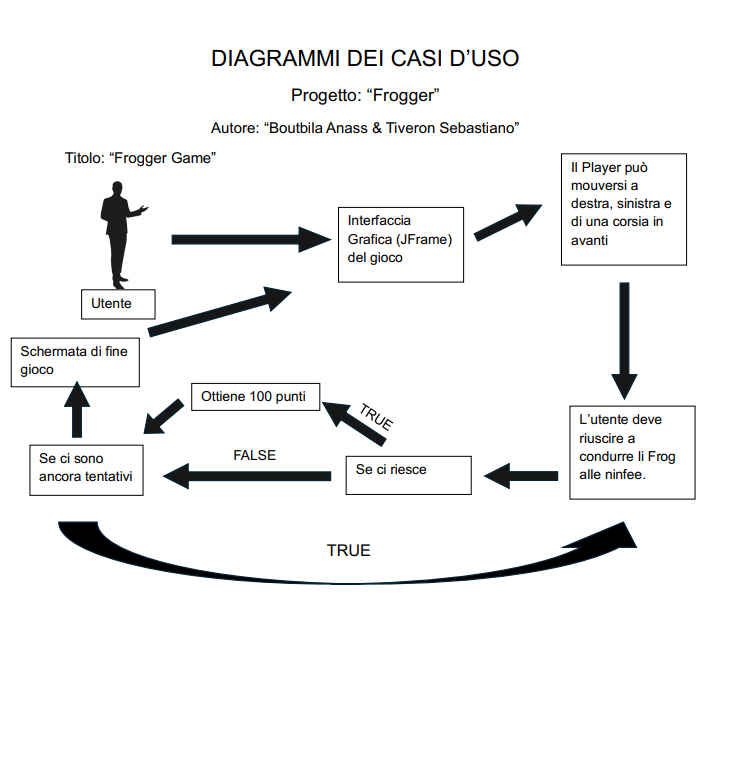 DIAGRAMMI DEI CASI D’USO
Progetto: “Frogger”
Autore: “Boutbila Anass & Tiveron Sebastiano”
Titolo: “Frogger Game”
Utente
Interfaccia
Grafica (JFrame)
del gioco
Il Player può
mouversi a
destra, sinistra e
di una corsia in
avanti
L’utente deve
riuscire a
condurre li Frog
alle ninfee.
Se ci riesce
TRUE
Ottiene 100 punti
FALSE
Se ci sono
ancora tentativi
Schermata di fine
gioco
TRUE